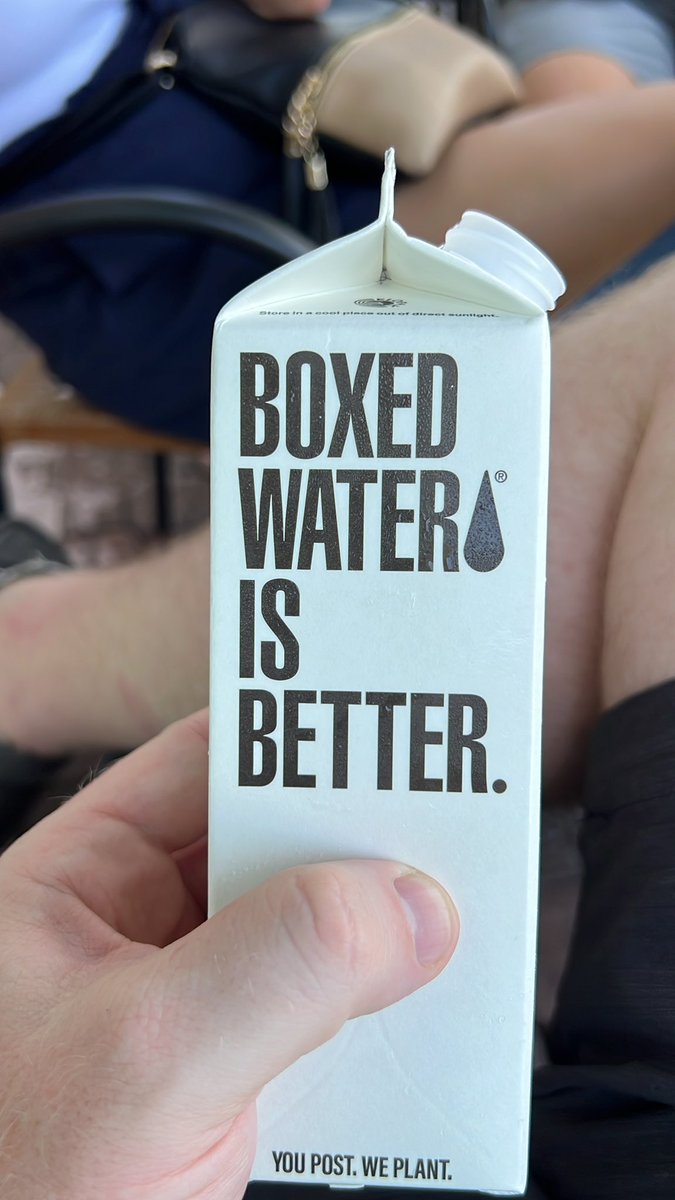 Store in a cool place out of direct sunlight.
BOXED
WATER®
IS
BETTER.
YOU POST. WE PLANT.